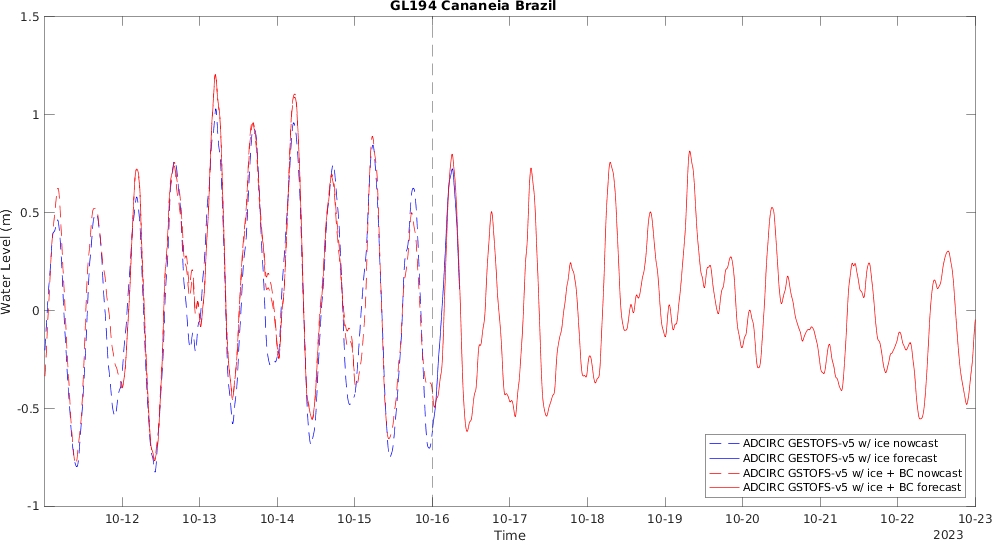 GL194 Cananeia Brazil
1.5
1
0.5
0
-0.5
-1
Water Level (m)
10-12
10-13
10-14
10-15
10-16
10-17
10-18
10-19
10-20
10-21
10-22
10-23
Time
2023
ADCIRC GESTOFS-v5 w/ ice nowcast
ADCIRC GESTOFS-v5 w/ ice forecast
ADCIRC GSTOFS-v5 w/ ice + BC nowcast
ADCIRC GSTOFS-v5 w/ ice + BC forecast